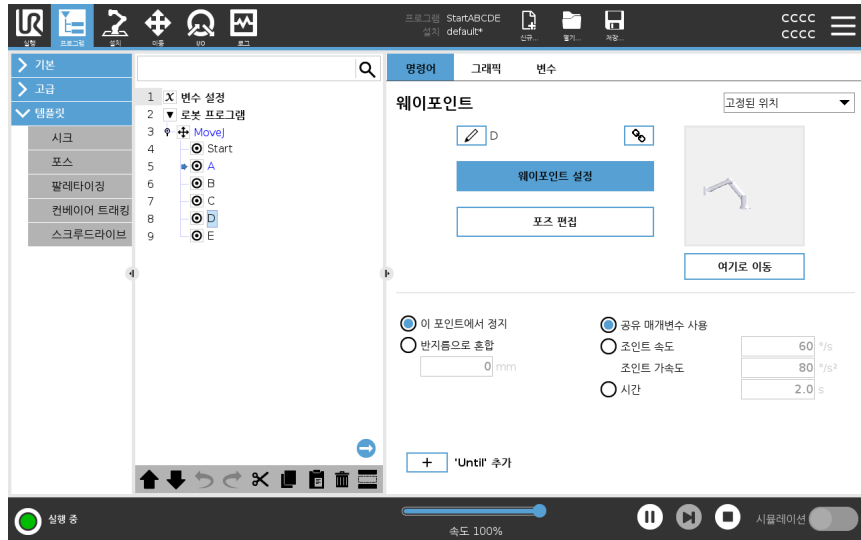 UR
실행
프로그램
설치
이동
I/O
로그
프로그램 StartABCDE
설치 default*
신규...
열기...
저장...
cccc
cccc
기본
고급
템플릿
시크
포스
팔레타이징
컨베이어 트래킹
스크루드라이브
1 X 변수 설정
2 로봇 프로그램
3 MoveJ
4 Start
5 A
6 B
7 C
8 D
9 E
명령어 그래픽 변수
웨이포인트
고정된 위치
D
웨이포인트 설정
포즈 편집
여기로 이동
이 포인트에서 정지
반지름으로 혼합
0 mm
공유 매개변수 사용
조인트 속도 60 °/s
조인트 가속도 80 °/s²
시간 2.0 s
+ 'Until' 추가
실행 중
속도 100%
시뮬레이션